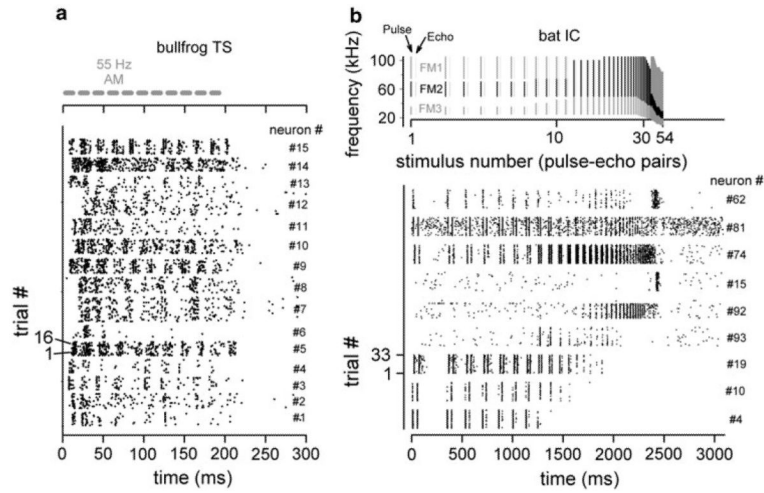 a
bullfrog TS
55 Hz
AM
neuron #
#15
#14
#13
#12
#11
#10
#9
#8
#7
#6
#5
#4
#3
#2
#1
trial #
16
1
0 50 100 150 200 250 300
time (ms)
b
Pulse
Echo
bat IC
frequency (kHz)
100
60
20
FM1
FM2
FM3
1 10 30 54
stimulus number (pulse-echo pairs)
neuron #
#62
#81
#74
#15
#92
#93
#19
#10
#4
trial #
33
1
0 500 1000 1500 2000 2500 3000
time (ms)